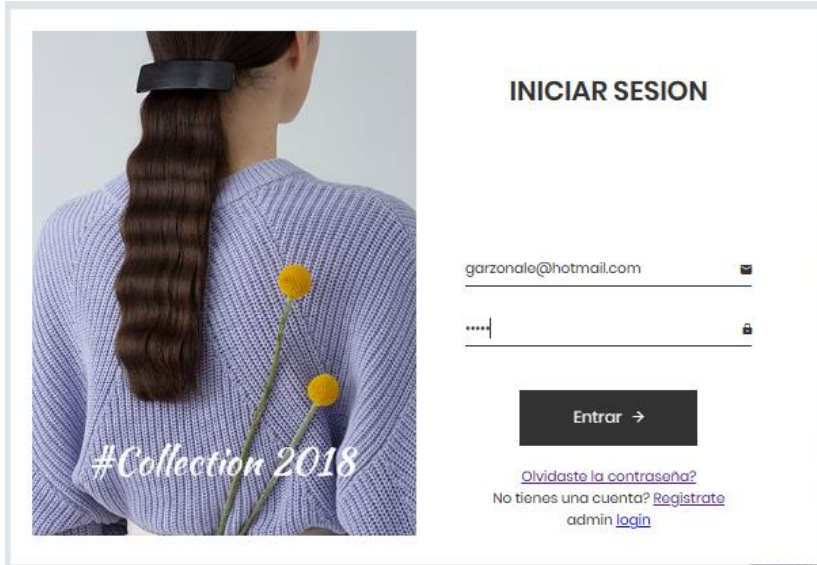 #Collection 2018
INICIAR SESION
garzonale@hotmail.com
•••••
Entrar →
Olvidaste la contraseña?
No tienes una cuenta? Registrate
admin login